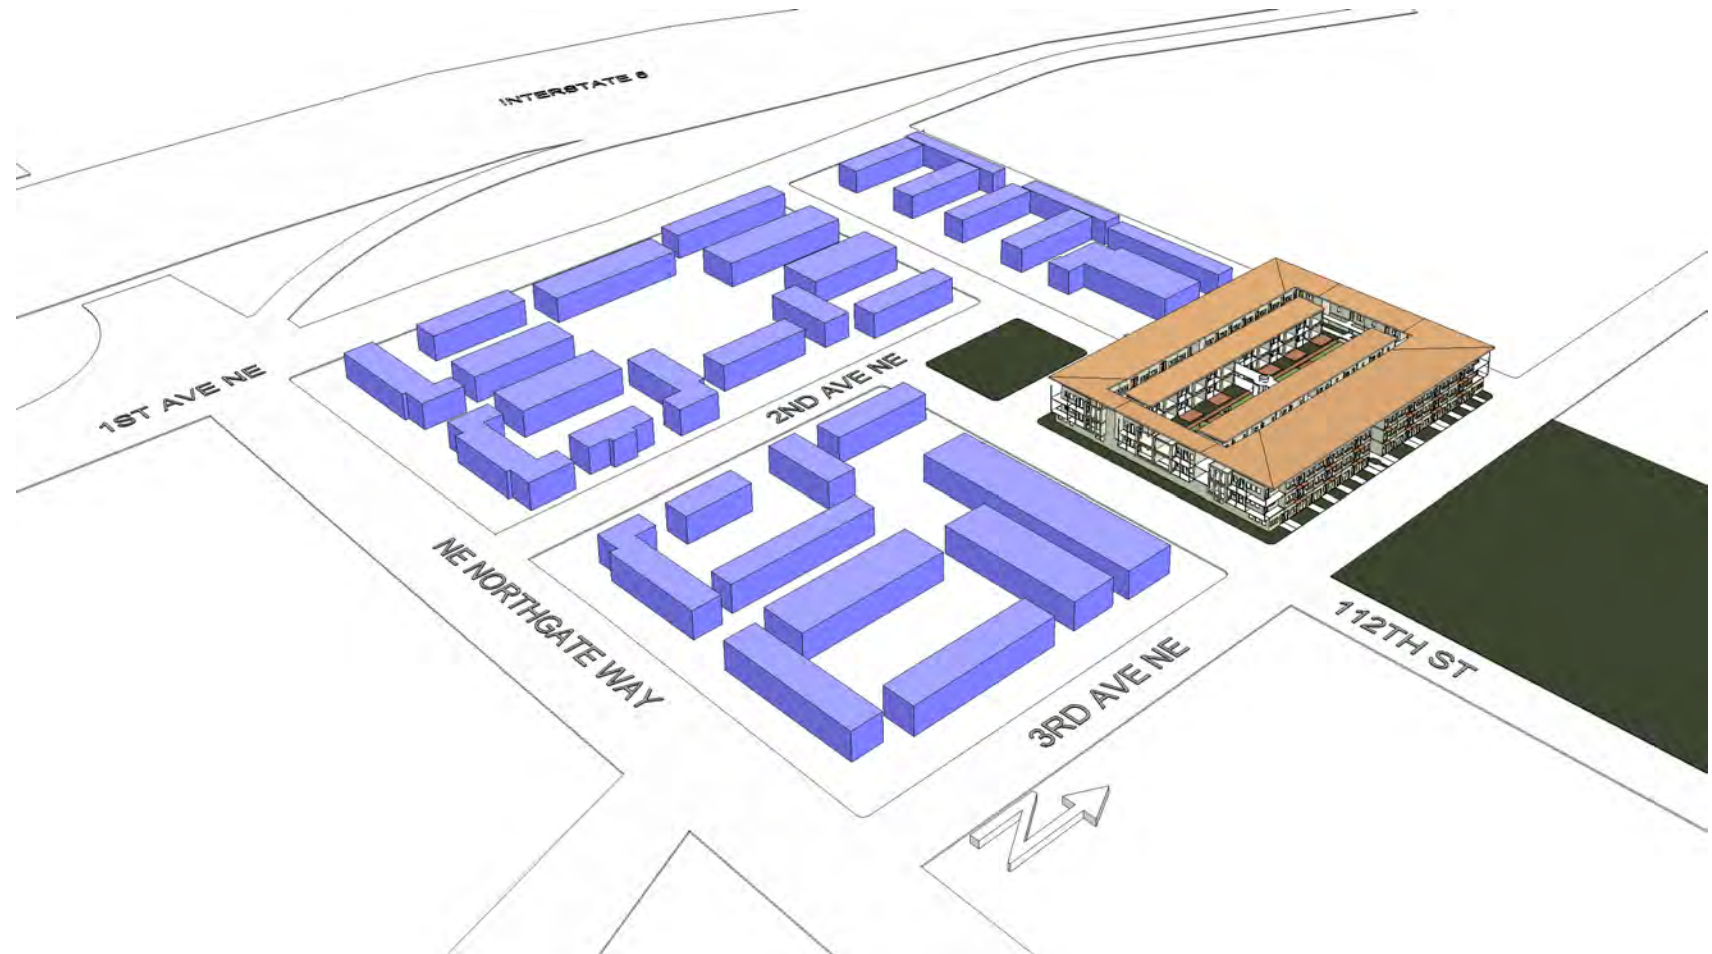 INTERSTATE 5
1ST AVE NE
2ND AVE NE
NE NORTHGATE WAY
3RD AVE NE
112TH ST
N